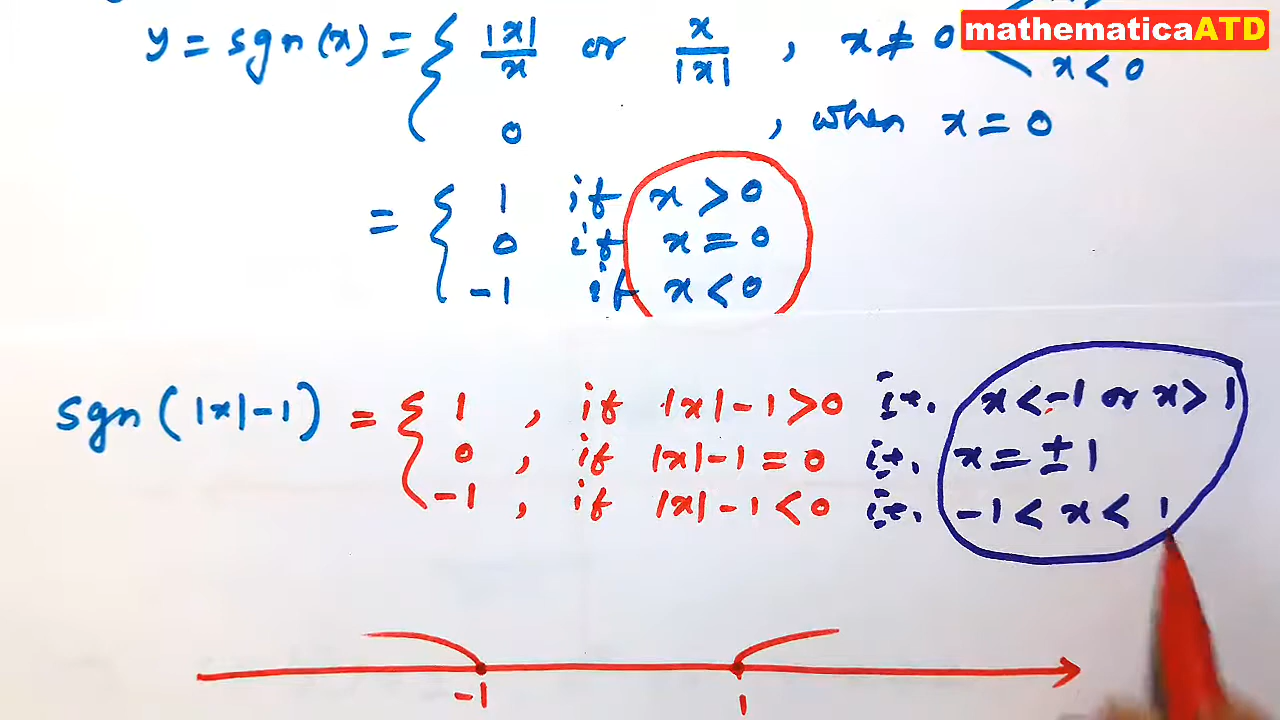 mathematicaATD
y = sgn(x) = { |x|/x or x/|x| , x ≠ 0
x < 0
0 , when x = 0
= { 1 if x > 0
0 if x = 0
-1 if x < 0
sgn(|x|-1) = { 1 , if |x|-1>0 i.e. x<-1 or x>1
0 , if |x|-1=0 i.e. x=±1
-1 , if |x|-1<0 i.e. -1<x<1
-1 1